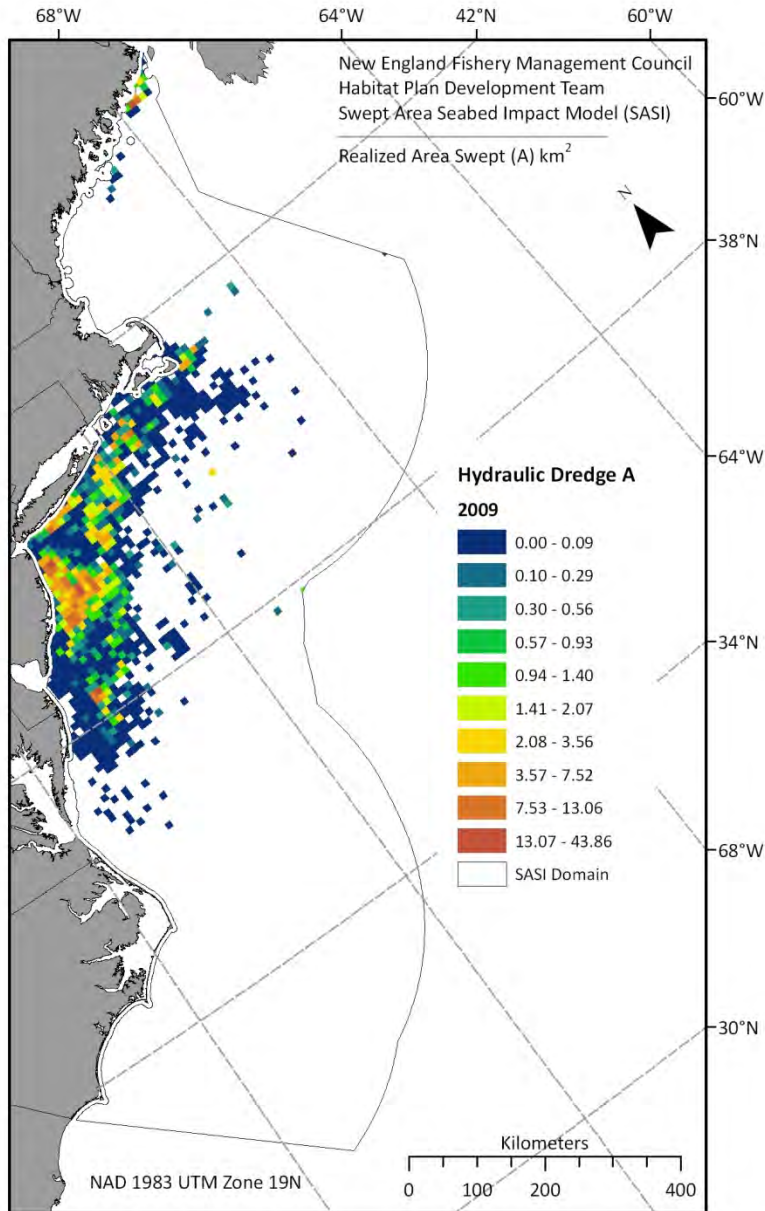 68°W
64°W
42°N
60°W
New England Fishery Management Council
Habitat Plan Development Team
Swept Area Seabed Impact Model (SASI)
Realized Area Swept (A) km²
60°W
N
38°N
64°W
Hydraulic Dredge A
2009
0.00 - 0.09
0.10 - 0.29
0.30 - 0.56
0.57 - 0.93
34°N
0.94 - 1.40
1.41 - 2.07
2.08 - 3.56
3.57 - 7.52
7.53 - 13.06
13.07 - 43.86
68°W
SASI Domain
30°N
Kilometers
NAD 1983 UTM Zone 19N
0 100 200 400